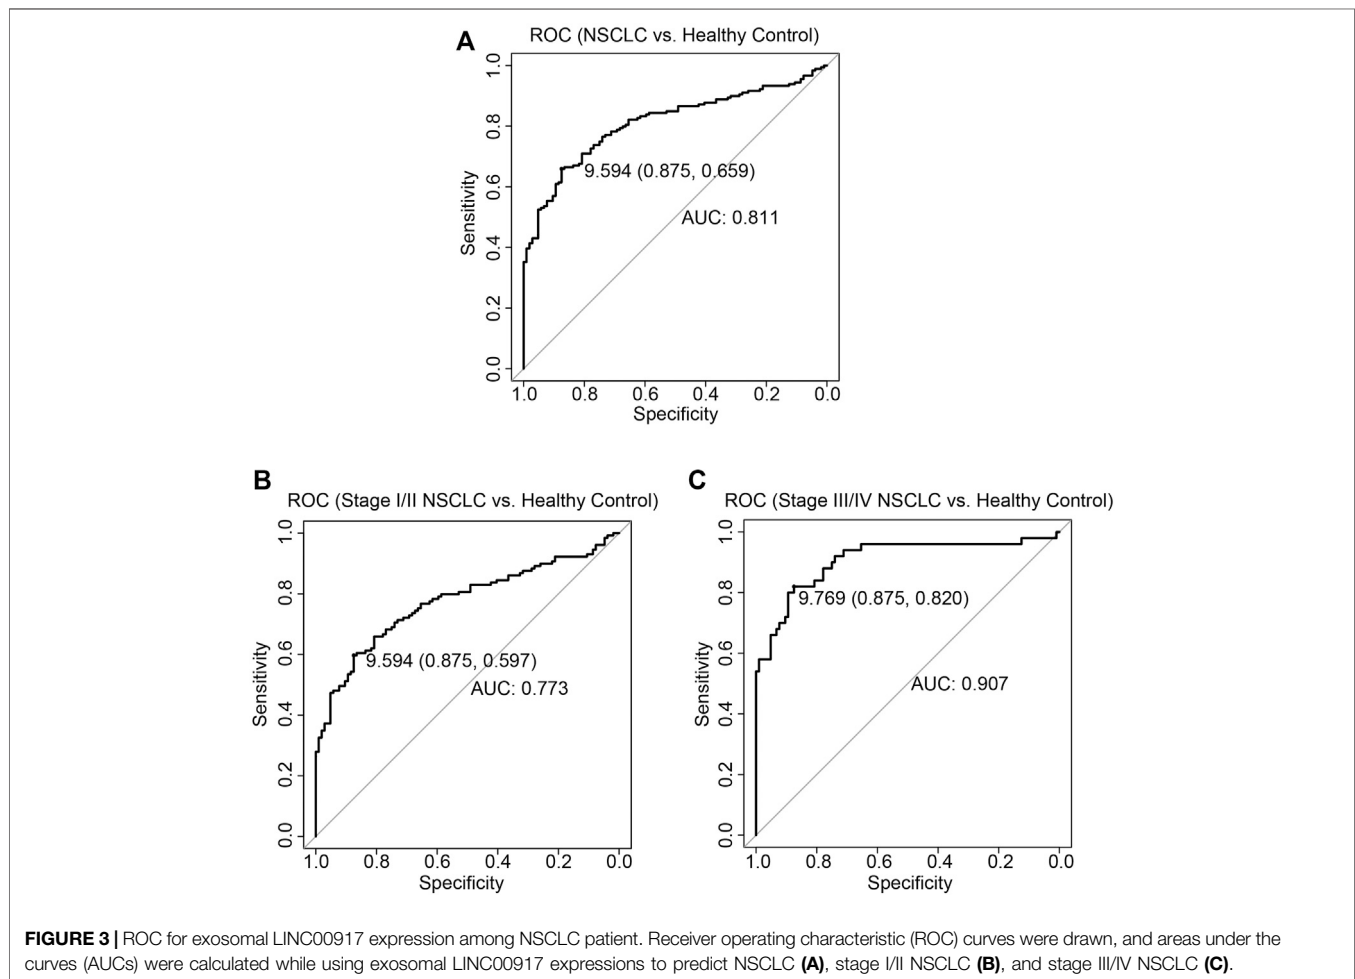 A
ROC (NSCLC vs. Healthy Control)
1.0
0.8
0.6
0.4
0.2
0.0
Sensitivity
9.594 (0.875, 0.659)
AUC: 0.811
1.0 0.8 0.6 0.4 0.2 0.0
Specificity
B
ROC (Stage I/II NSCLC vs. Healthy Control)
1.0
0.8
0.6
0.4
0.2
0.0
Sensitivity
9.594 (0.875, 0.597)
AUC: 0.773
1.0 0.8 0.6 0.4 0.2 0.0
Specificity
C
ROC (Stage III/IV NSCLC vs. Healthy Control)
1.0
0.8
0.6
0.4
0.2
0.0
Sensitivity
9.769 (0.875, 0.820)
AUC: 0.907
1.0 0.8 0.6 0.4 0.2 0.0
Specificity
FIGURE 3 | ROC for exosomal LINC00917 expression among NSCLC patient. Receiver operating characteristic (ROC) curves were drawn, and areas under the
curves (AUCs) were calculated while using exosomal LINC00917 expressions to predict NSCLC (A), stage I/II NSCLC (B), and stage III/IV NSCLC (C).